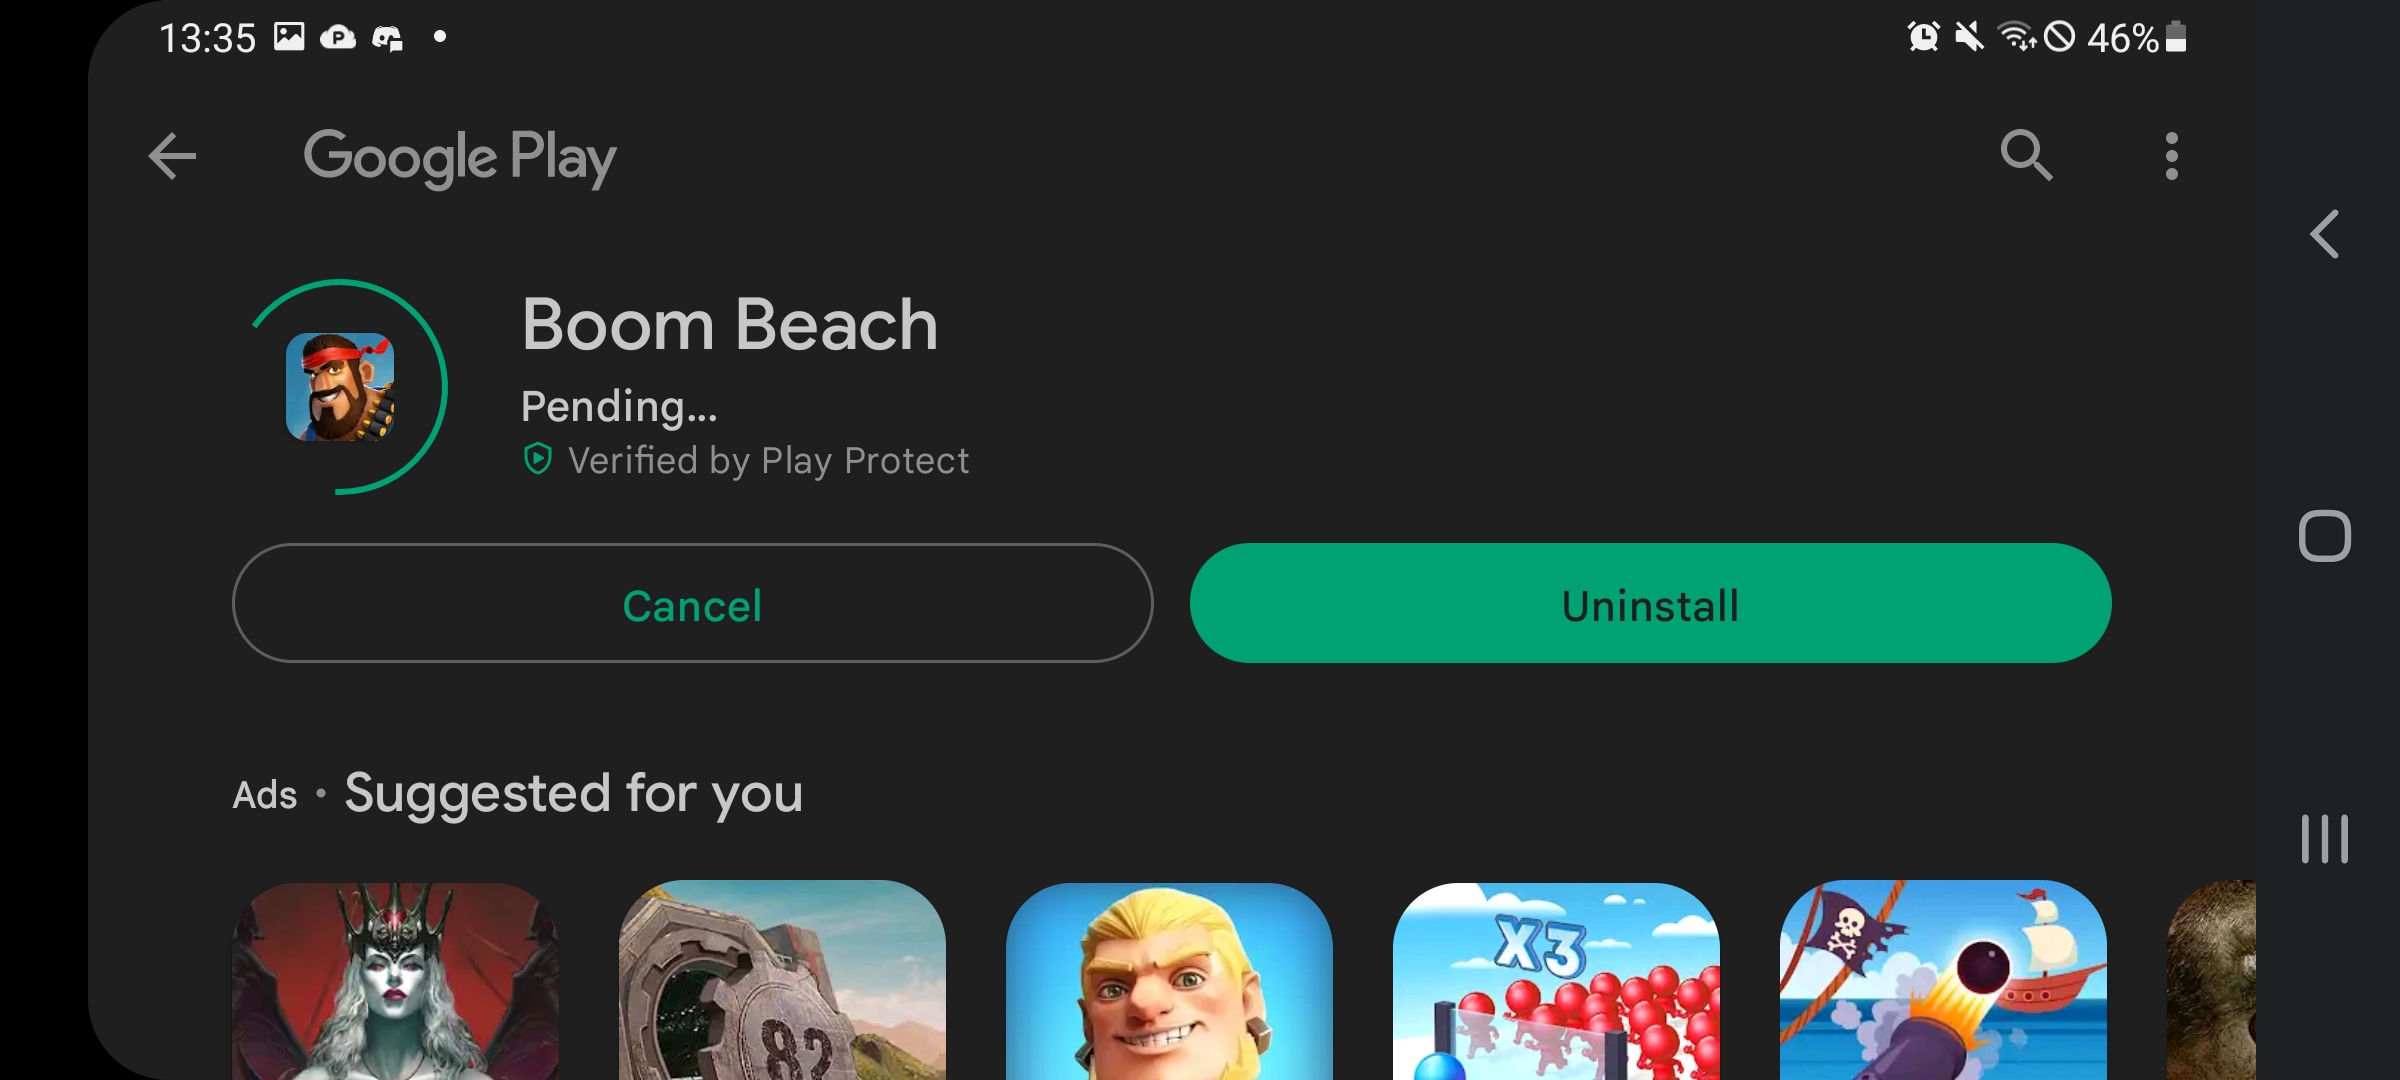 13:35
46%
Google Play
Boom Beach
Pending...
Verified by Play Protect
Cancel
Uninstall
Ads • Suggested for you
82
X3